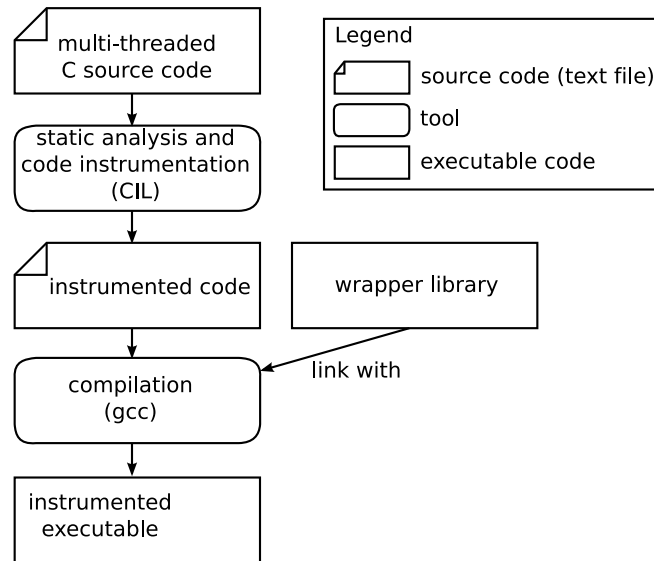 multi-threaded
C source code
static analysis and
code instrumentation
(CIL)
instrumented code
wrapper library
link with
compilation
(gcc)
instrumented
executable
Legend
source code (text file)
tool
executable code